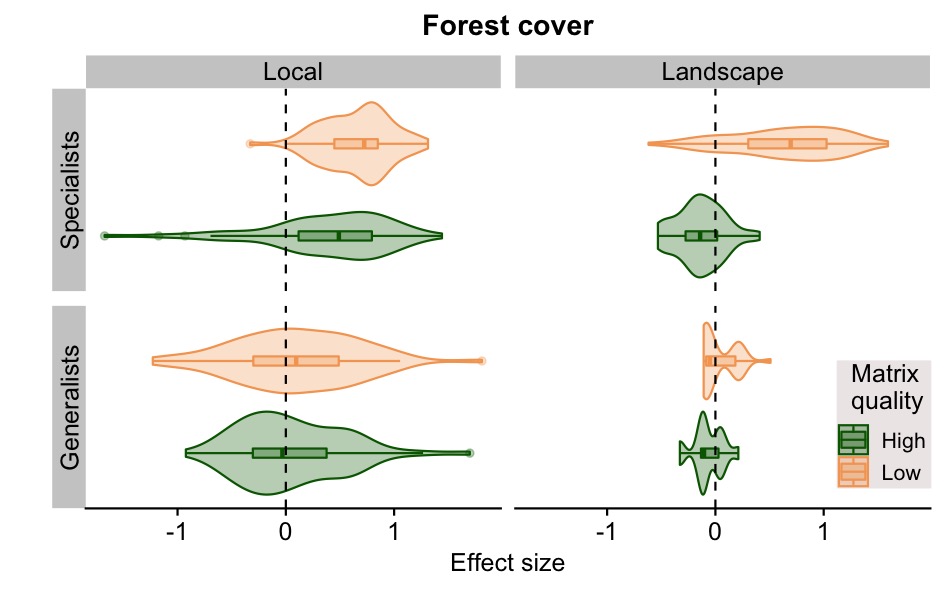 Forest cover
Local
Landscape
Specialists
Generalists
Matrix
quality
High
Low
-1 0 1
-1 0 1
Effect size